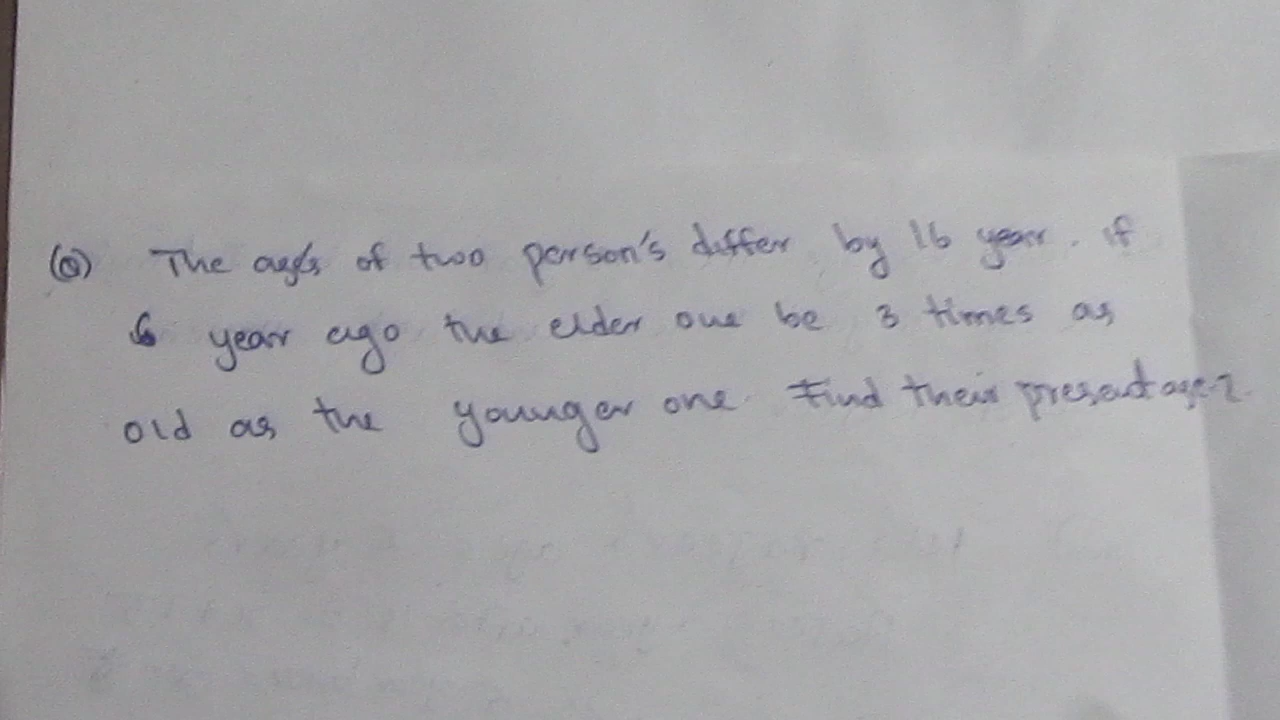 (Q) The ages of two person's differ by 16 year. if
6 year ago the elder one be 3 times as
old as the younger one. Find their present age?